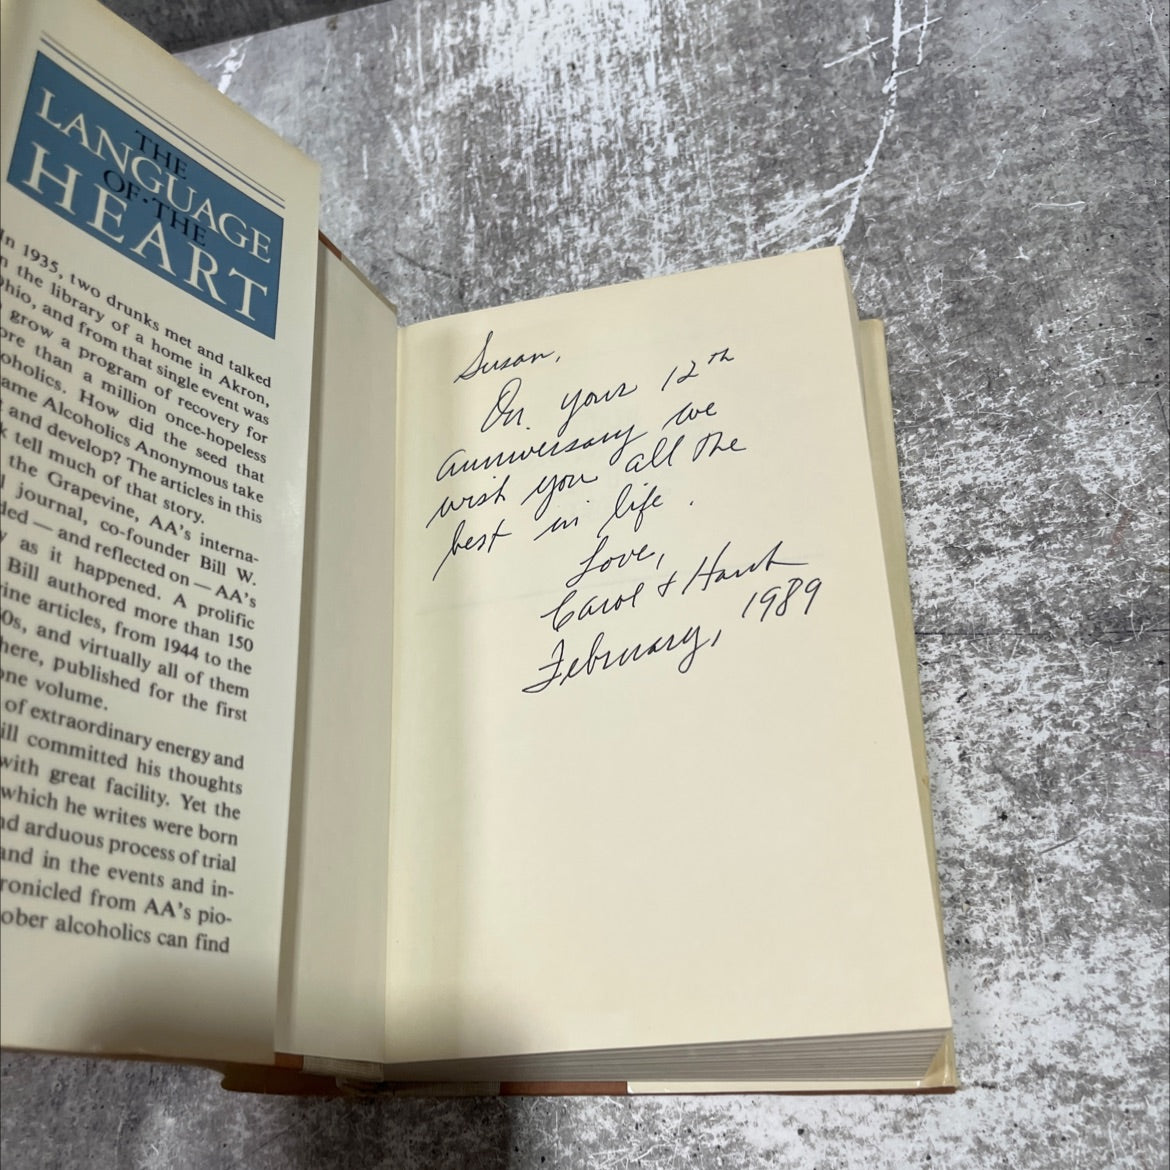 THE
LANGUAGE
OF·THE
HEART
In 1935, two drunks met and talked
n the library of a home in Akron,
hio, and from that single event was
grow a program of recovery for
ore than a million once-hopeless
oholics. How did the seed that
ame Alcoholics Anonymous take
and develop? The articles in this
k tell much of that story.
the Grapevine, AA's interna-
l journal, co-founder Bill W.
ded — and reflected on — AA's
y as it happened. A prolific
Bill authored more than 150
ine articles, from 1944 to the
0s, and virtually all of them
here, published for the first
one volume.
of extraordinary energy and
ill committed his thoughts
with great facility. Yet the
which he writes were born
nd arduous process of trial
and in the events and in-
ronicled from AA's pio-
ober alcoholics can find
Susan,
On your 12th
anniversary we
wish you all the
best in life.
Love,
Carol &
February, 1989